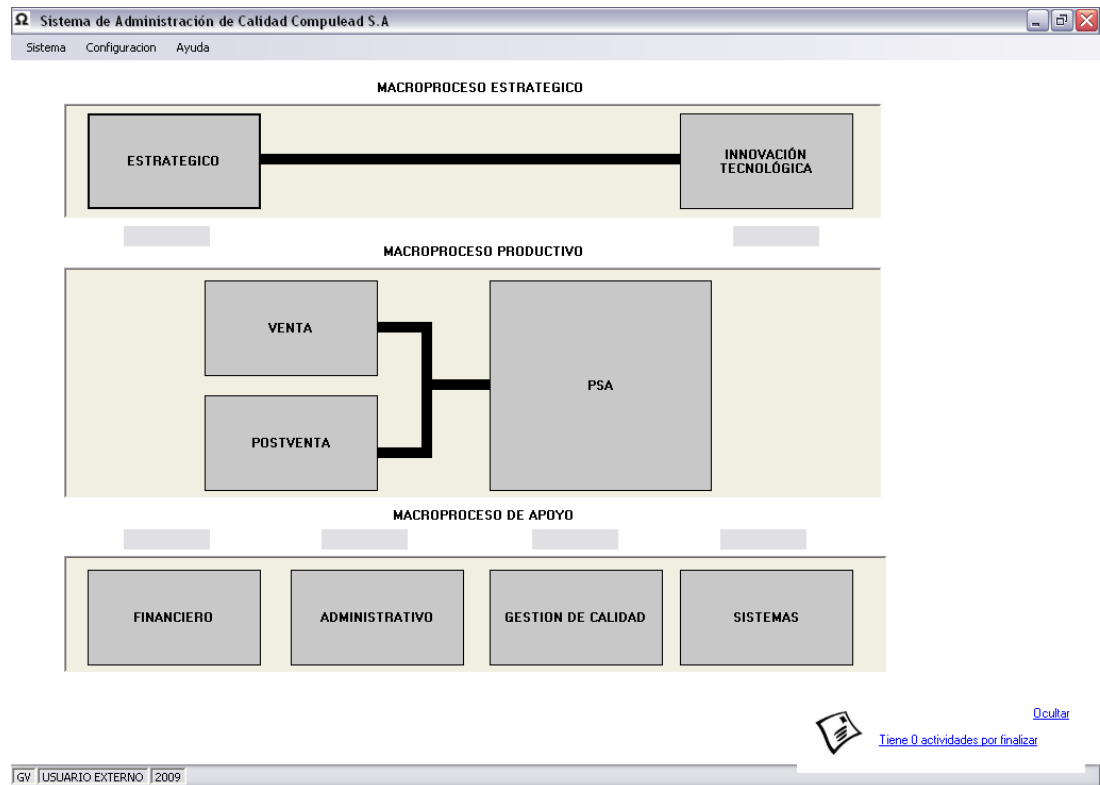 Ω Sistema de Administración de Calidad Compulead S.A
Sistema Configuracion Ayuda
MACROPROCESO ESTRATEGICO
ESTRATEGICO
INNOVACIÓN
TECNOLÓGICA
MACROPROCESO PRODUCTIVO
VENTA
PSA
POSTVENTA
MACROPROCESO DE APOYO
FINANCIERO
ADMINISTRATIVO
GESTION DE CALIDAD
SISTEMAS
Ocultar
Tiene 0 actividades por finalizar
GV USUARIO EXTERNO 2009